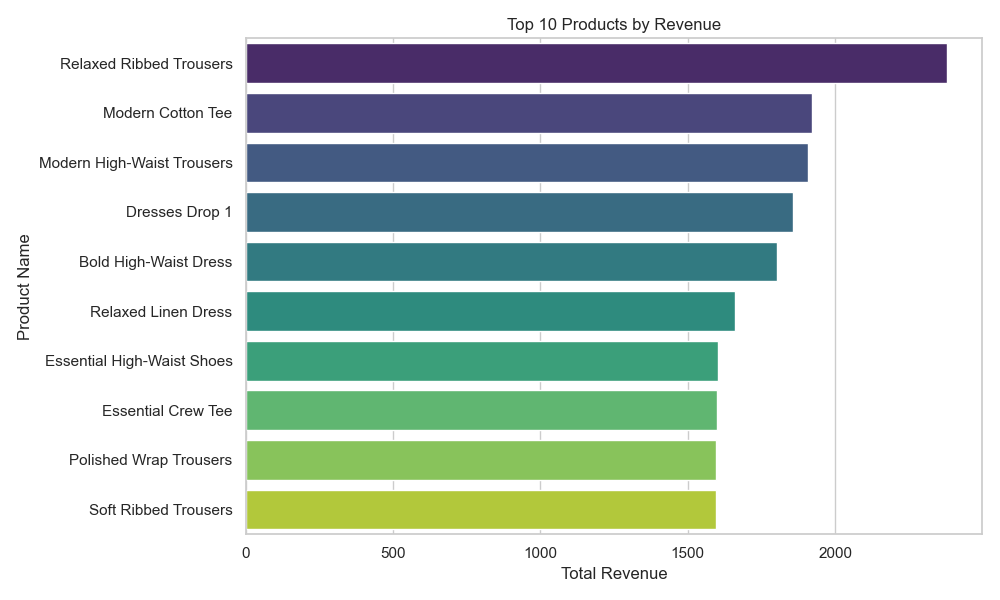 Top 10 Products by Revenue
Product Name
Relaxed Ribbed Trousers
Modern Cotton Tee
Modern High-Waist Trousers
Dresses Drop 1
Bold High-Waist Dress
Relaxed Linen Dress
Essential High-Waist Shoes
Essential Crew Tee
Polished Wrap Trousers
Soft Ribbed Trousers
0 500 1000 1500 2000
Total Revenue